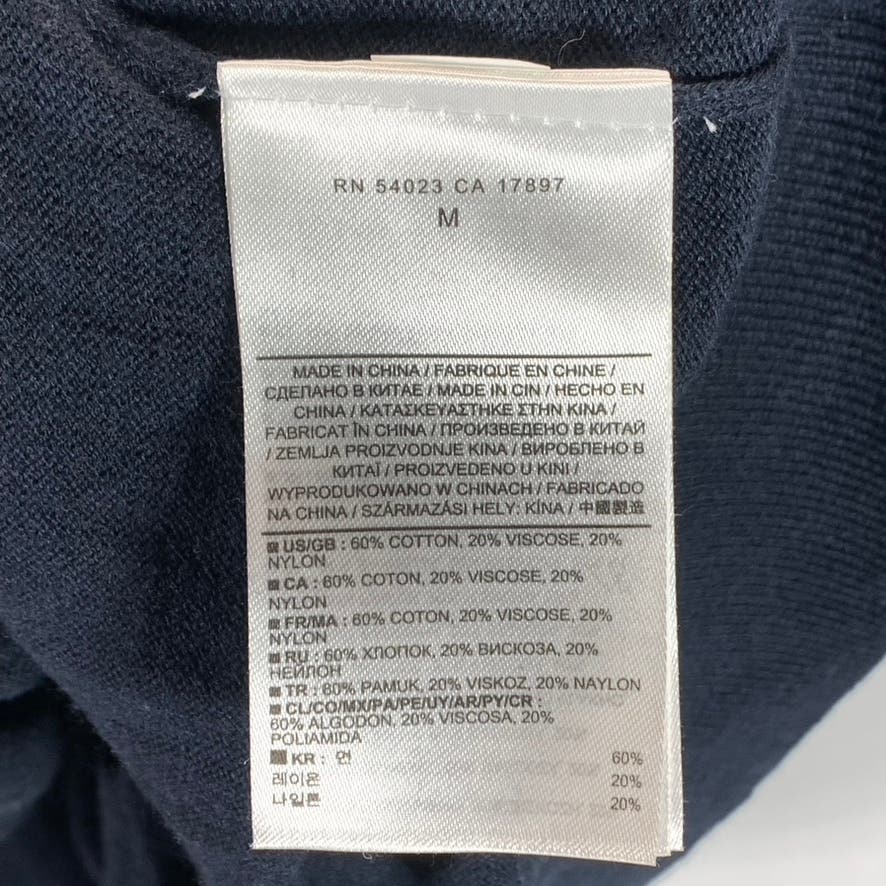 RN 54023 CA 17897
M
MADE IN CHINA / FABRIQUE EN CHINE /
СДЕЛАНО В КИТАЕ / MADE IN CIN / HECHO EN
CHINA / ΚΑΤΑΣΚΕΥΑΣΤΗΚΕ ΣΤΗΝ ΚΙΝΑ /
FABRICAT ÎN CHINA / ПРОИЗВЕДЕНО В КИТАЙ
/ ZEMLJA PROIZVODNJE KINA / ВИРОБЛЕНО В
КИТАЇ / PROIZVEDENO U KINI /
WYPRODUKOWANO W CHINACH / FABRICADO
NA CHINA / SZÁRMAZÁSI HELY: KÍNA / 中國製造
US/GB : 60% COTTON, 20% VISCOSE, 20%
NYLON
CA : 60% COTON, 20% VISCOSE, 20%
NYLON
FR/MA : 60% COTON, 20% VISCOSE, 20%
NYLON
RU : 60% ХЛОПОК, 20% ВИСКОЗА, 20%
НЕЙЛОН
TR : 60% PAMUK, 20% VISKOZ, 20% NAYLON
CL/CO/MX/PA/PE/UY/AR/PY/CR :
60% ALGODON, 20% VISCOSA, 20%
POLIAMIDA
KR : 면 60%
레이온 20%
나일론 20%